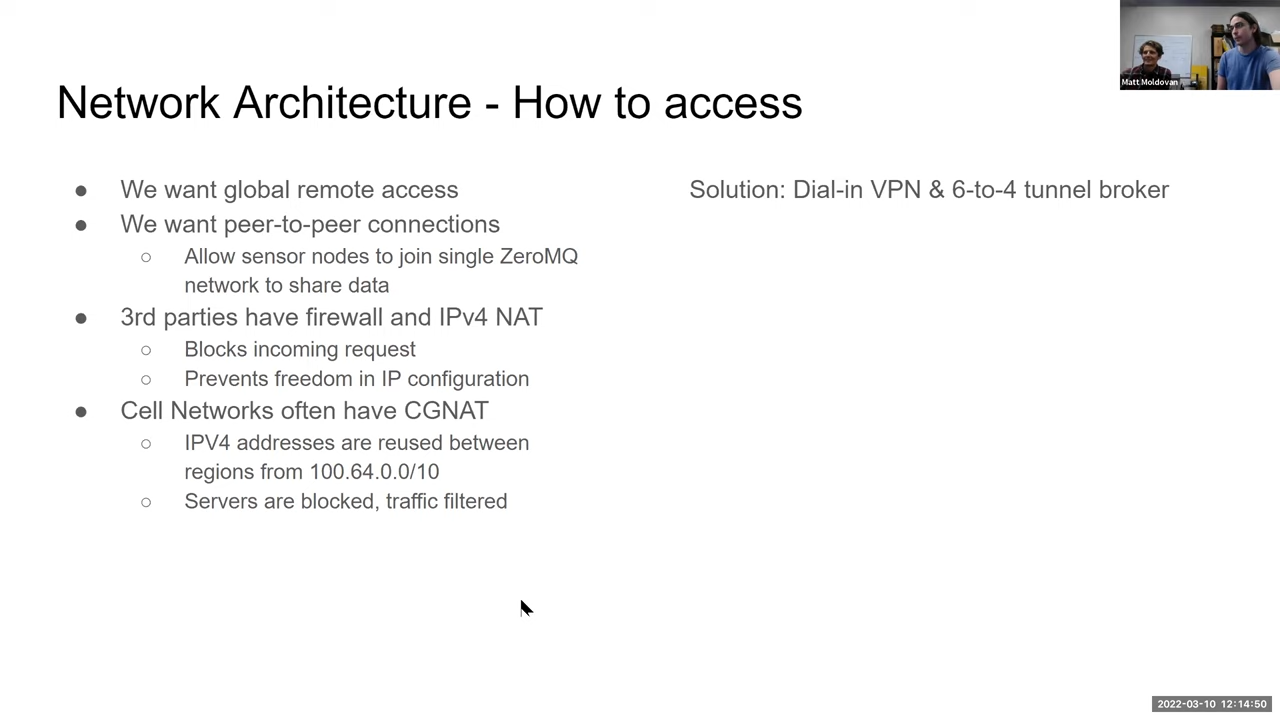 Matt Moldovan
Network Architecture - How to access
● We want global remote access
● We want peer-to-peer connections
○ Allow sensor nodes to join single ZeroMQ
network to share data
● 3rd parties have firewall and IPv4 NAT
○ Blocks incoming request
○ Prevents freedom in IP configuration
● Cell Networks often have CGNAT
○ IPV4 addresses are reused between
regions from 100.64.0.0/10
○ Servers are blocked, traffic filtered
Solution: Dial-in VPN & 6-to-4 tunnel broker
2022-03-10 12:14:50